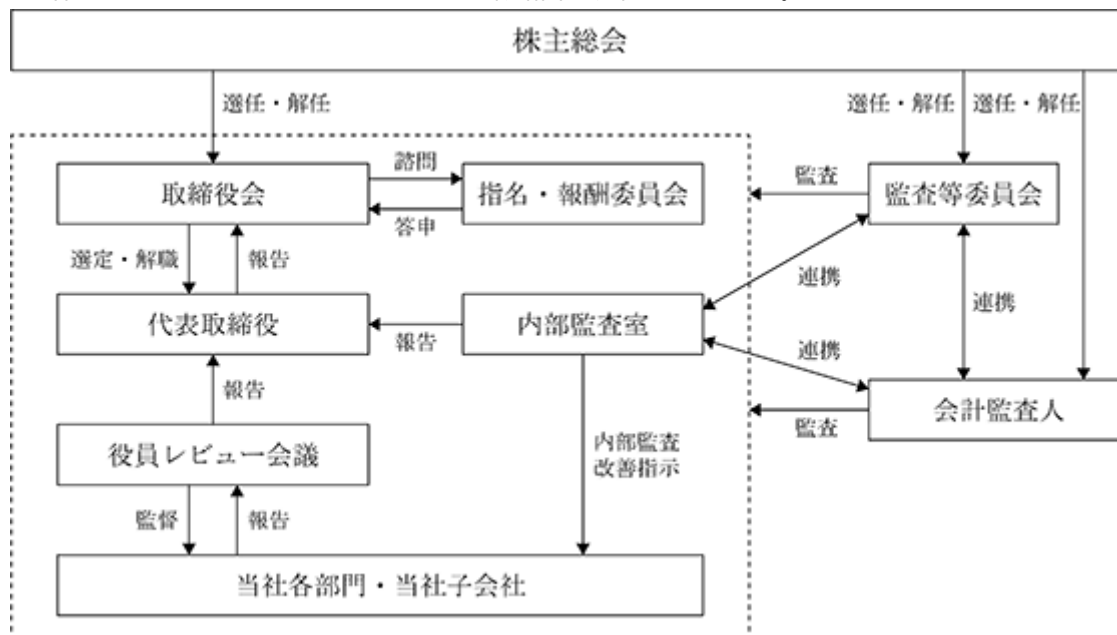 株主総会
選任・解任
選任・解任
選任・解任
取締役会
諮問
答申
指名・報酬委員会
監査
監査等委員会
選定・解職
報告
連携
連携
代表取締役
報告
内部監査室
連携
報告
監査
会計監査人
役員レビュー会議
内部監査
改善指示
監督
報告
当社各部門・当社子会社